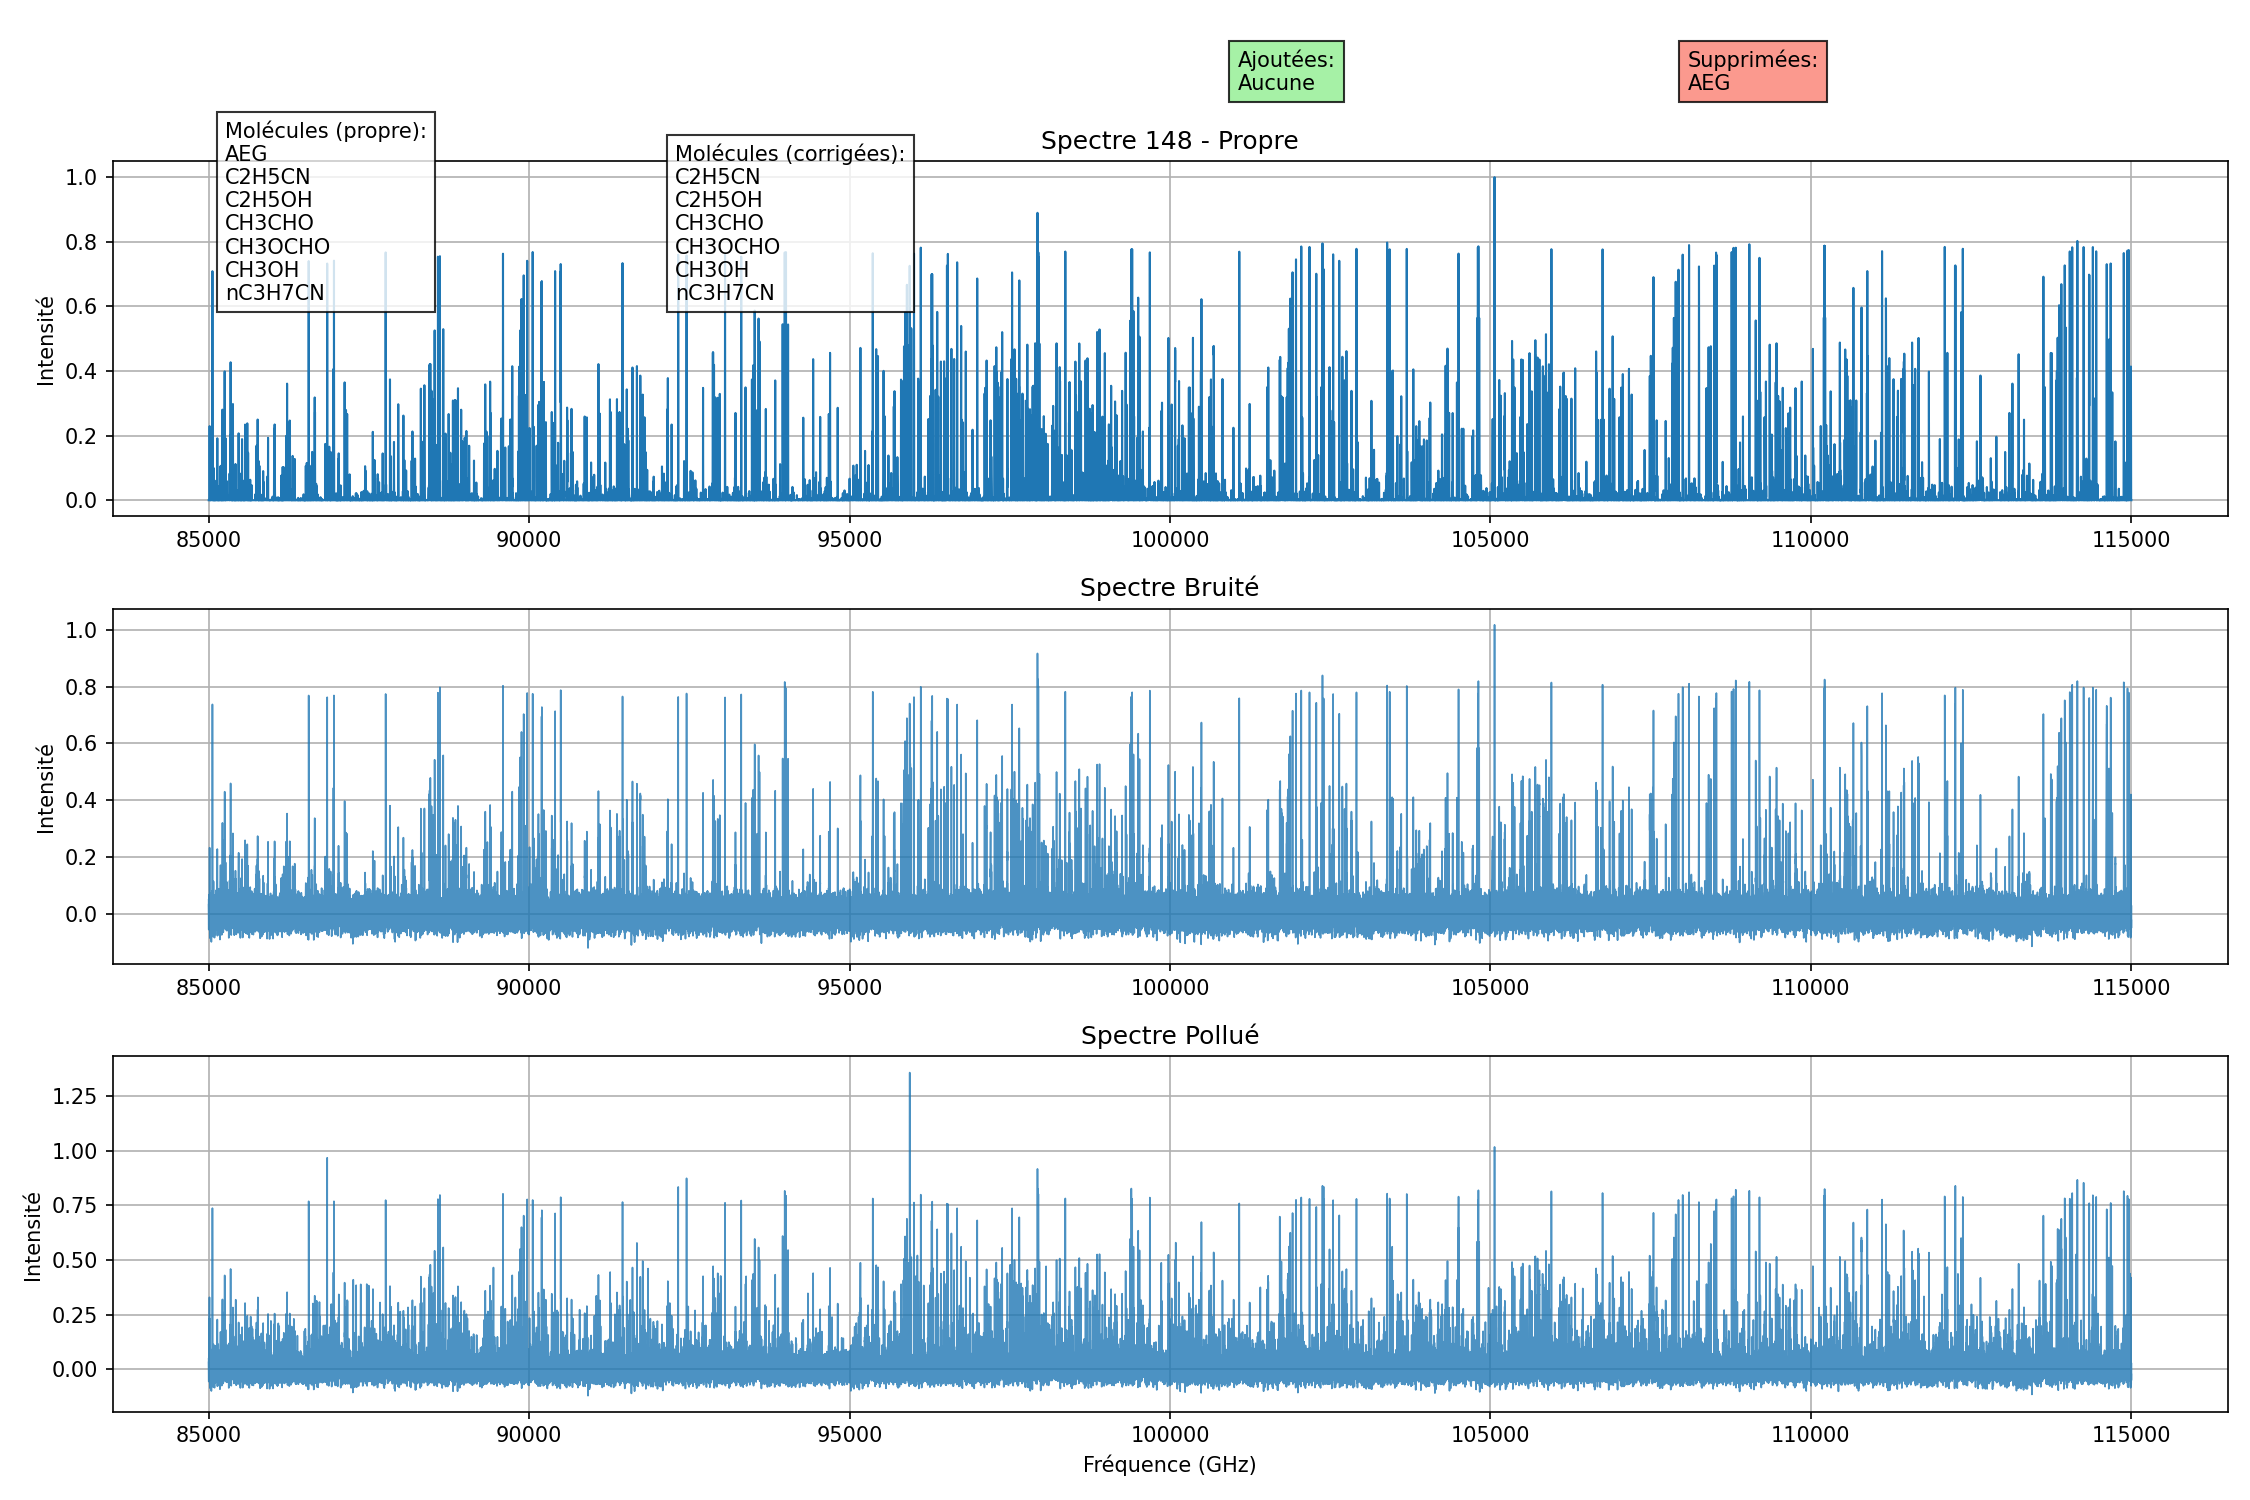 Ajoutées:
Aucune
Supprimées:
AEG
Molécules (propre):
AEG
C2H5CN
C2H5OH
CH3CHO
CH3OCHO
CH3OH
nC3H7CN
Molécules (corrigées):
C2H5CN
C2H5OH
CH3CHO
CH3OCHO
CH3OH
nC3H7CN
Spectre 148 - Propre
Intensité
1.0
0.8
0.6
0.4
0.2
0.0
85000 90000 95000 100000 105000 110000 115000
Spectre Bruité
Intensité
1.0
0.8
0.6
0.4
0.2
0.0
85000 90000 95000 100000 105000 110000 115000
Spectre Pollué
Intensité
1.25
1.00
0.75
0.50
0.25
0.00
85000 90000 95000 100000 105000 110000 115000
Fréquence (GHz)